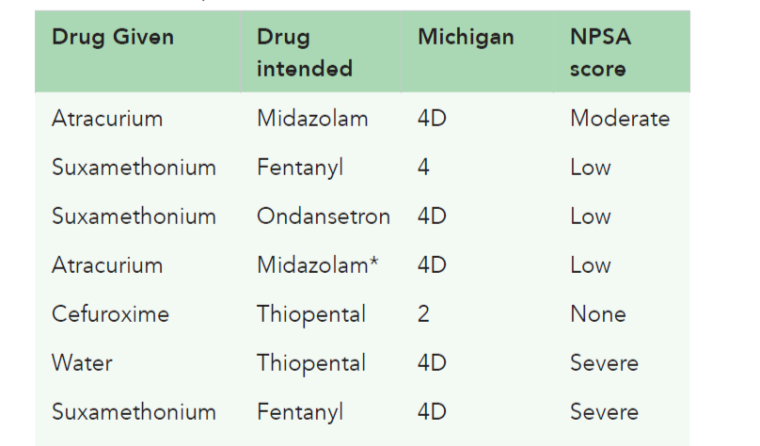 Drug Given Drug intended Michigan NPSA score
Atracurium Midazolam 4D Moderate
Suxamethonium Fentanyl 4 Low
Suxamethonium Ondansetron 4D Low
Atracurium Midazolam* 4D Low
Cefuroxime Thiopental 2 None
Water Thiopental 4D Severe
Suxamethonium Fentanyl 4D Severe